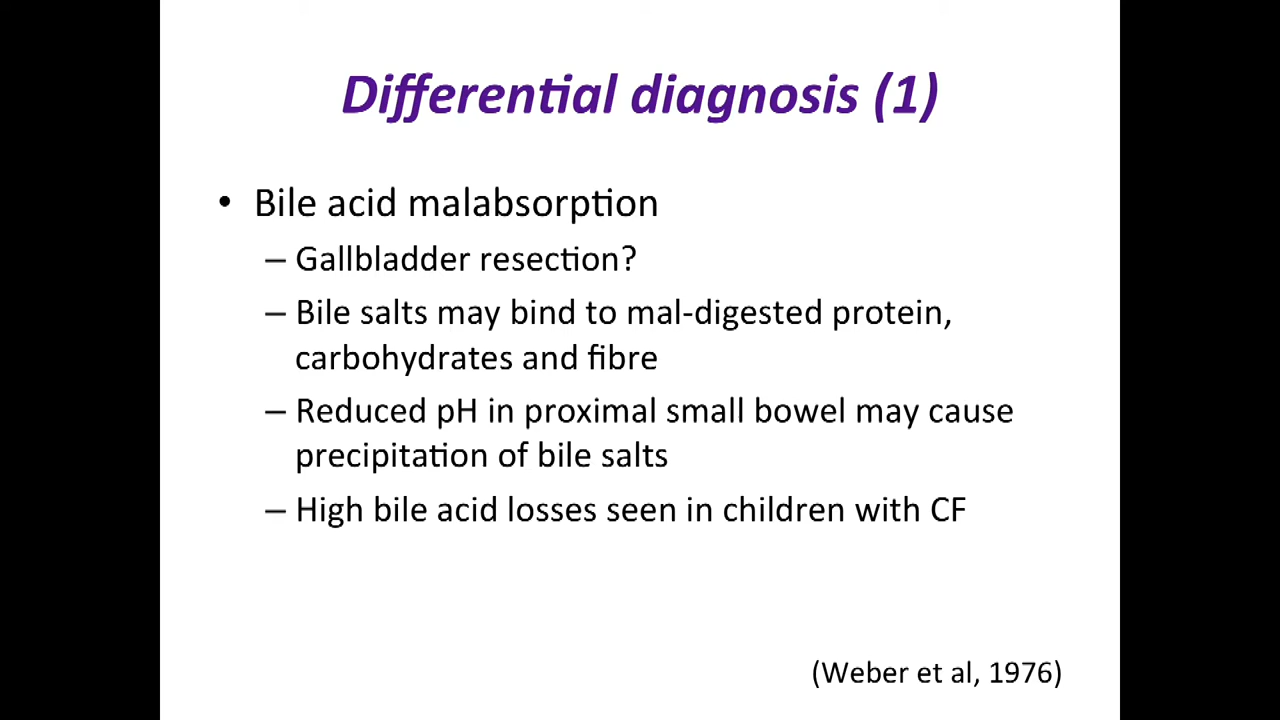 Differential diagnosis (1)
• Bile acid malabsorption
– Gallbladder resection?
– Bile salts may bind to mal-digested protein,
carbohydrates and fibre
– Reduced pH in proximal small bowel may cause
precipitation of bile salts
– High bile acid losses seen in children with CF
(Weber et al, 1976)